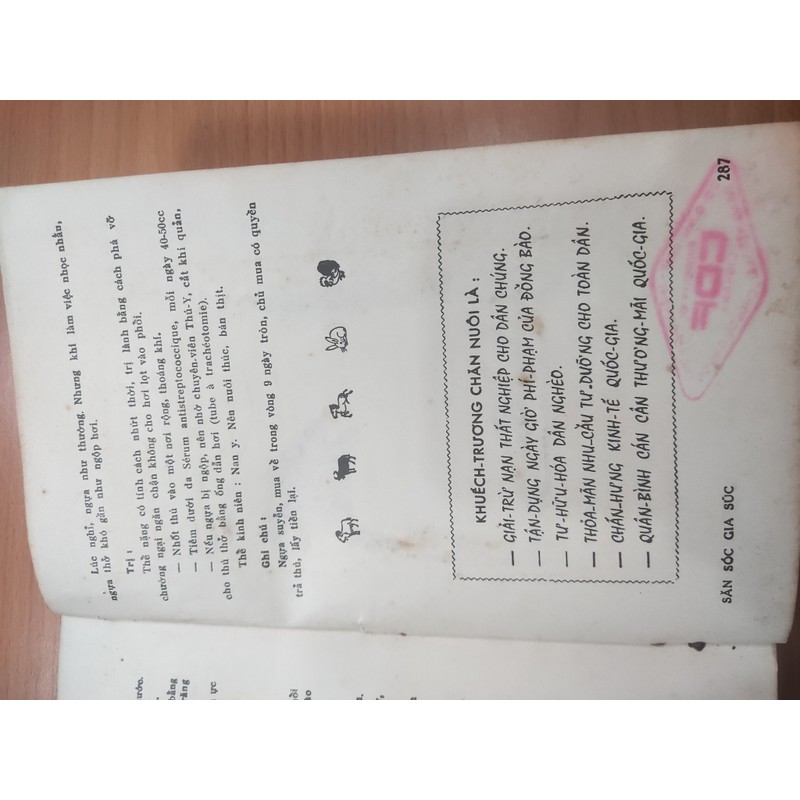 Lúc nghỉ, ngựa như thường. Nhưng khi làm việc nhọc nhằn,
ngựa thở khó gần như ngộp hơi.
Trị :
Thể nặng có tính cách nhứt thời, trị lành bằng cách phá vỡ
chướng ngại ngăn chận không cho hơi lọt vào phổi.
— Nhốt thú vào một nơi rộng, thoáng khí.
— Tiêm dưới da Sérum antistreptococcique, mỗi ngày 40-50cc
— Nếu ngựa bị ngộp, nên nhờ chuyên-viên Thú-Y, cắt khí quản,
cho thú thở bằng ống dẫn hơi (tube à trachéotomie).
Thể kinh niên : Nan y. Nên nuôi thúc, bán thịt.
Ghi chú :
Ngựa suyễn, mua về trong vòng 9 ngày tròn, chủ mua có quyền
trả thú, lấy tiền lại.
KHUẾCH-TRƯƠNG CHĂN NUÔI LÀ :
— GIẢI-TRỪ NẠN THẤT NGHIỆP CHO DÂN CHÚNG.
— TẬN-DỤNG NGÀY GIỜ PHÍ-PHẠM CỦA ĐỒNG BÀO.
— TƯ-HỮU-HÓA DÂN NGHÈO.
— THỎA-MÃN NHU-CẦU TƯ-DƯỠNG CHO TOÀN DÂN.
— CHẤN-HƯNG KINH-TẾ QUỐC-GIA.
— QUÂN-BÌNH CÁN CÂN THƯƠNG-MÃI QUỐC-GIA.
SĂN SÓC GIA SÚC 287
CDF
ước.
bằng
răng
ực